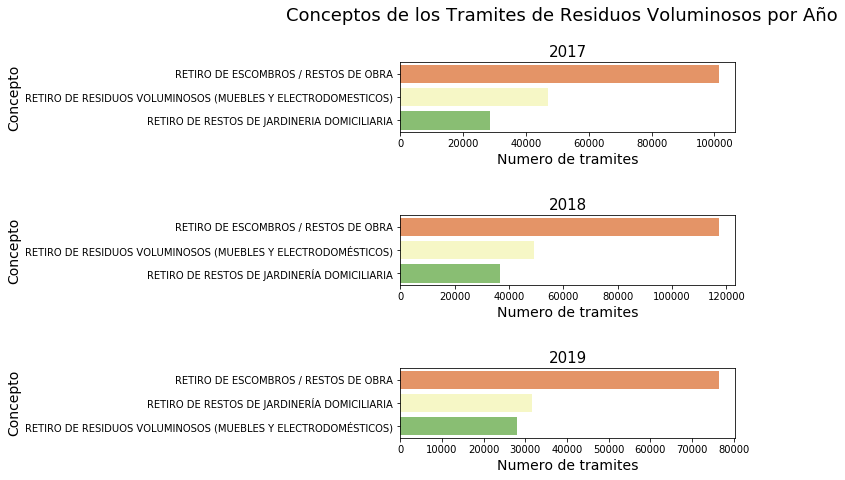 Conceptos de los Tramites de Residuos Voluminosos por Año
2017
Concepto
RETIRO DE ESCOMBROS / RESTOS DE OBRA
RETIRO DE RESIDUOS VOLUMINOSOS (MUEBLES Y ELECTRODOMESTICOS)
RETIRO DE RESTOS DE JARDINERIA DOMICILIARIA
0 20000 40000 60000 80000 100000
Numero de tramites
2018
Concepto
RETIRO DE ESCOMBROS / RESTOS DE OBRA
RETIRO DE RESIDUOS VOLUMINOSOS (MUEBLES Y ELECTRODOMÉSTICOS)
RETIRO DE RESTOS DE JARDINERÍA DOMICILIARIA
0 20000 40000 60000 80000 100000 120000
Numero de tramites
2019
Concepto
RETIRO DE ESCOMBROS / RESTOS DE OBRA
RETIRO DE RESTOS DE JARDINERÍA DOMICILIARIA
RETIRO DE RESIDUOS VOLUMINOSOS (MUEBLES Y ELECTRODOMÉSTICOS)
0 10000 20000 30000 40000 50000 60000 70000 80000
Numero de tramites